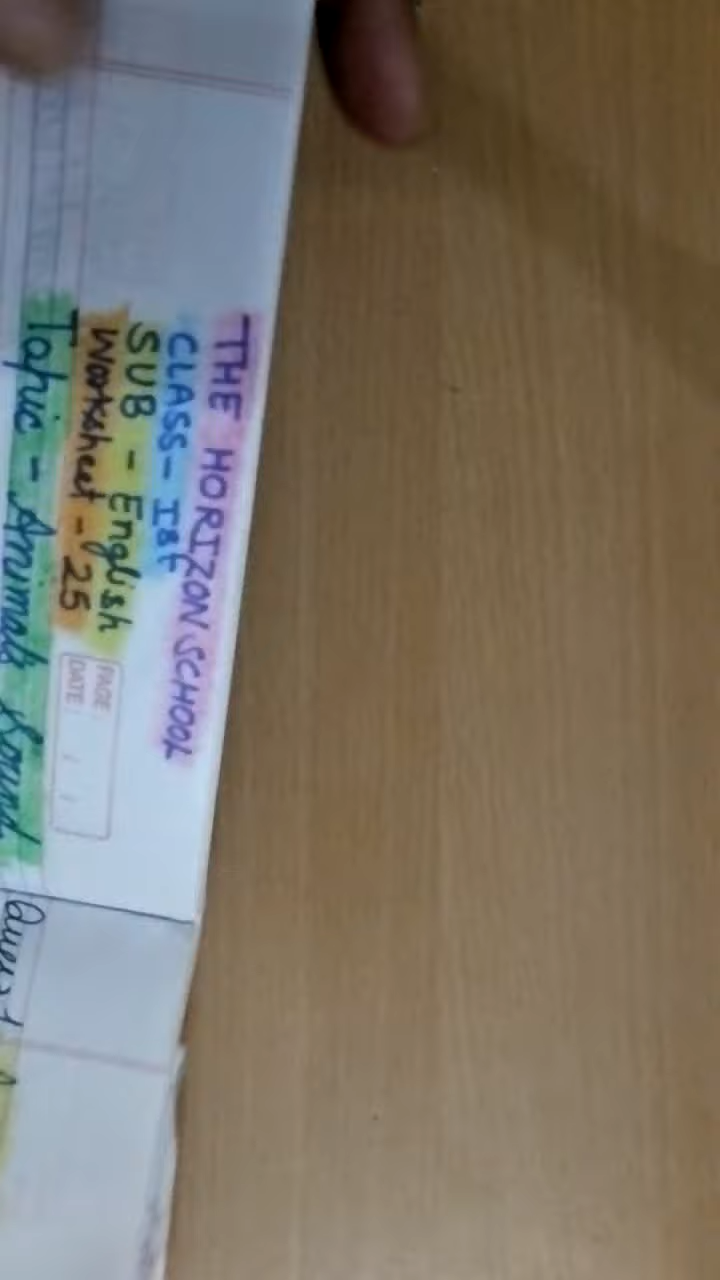 THE HORIZON SCHOOL
CLASS- I&F
SUB - English
Worksheet - 25
PAGE:
DATE:
Topic - Animals Sound